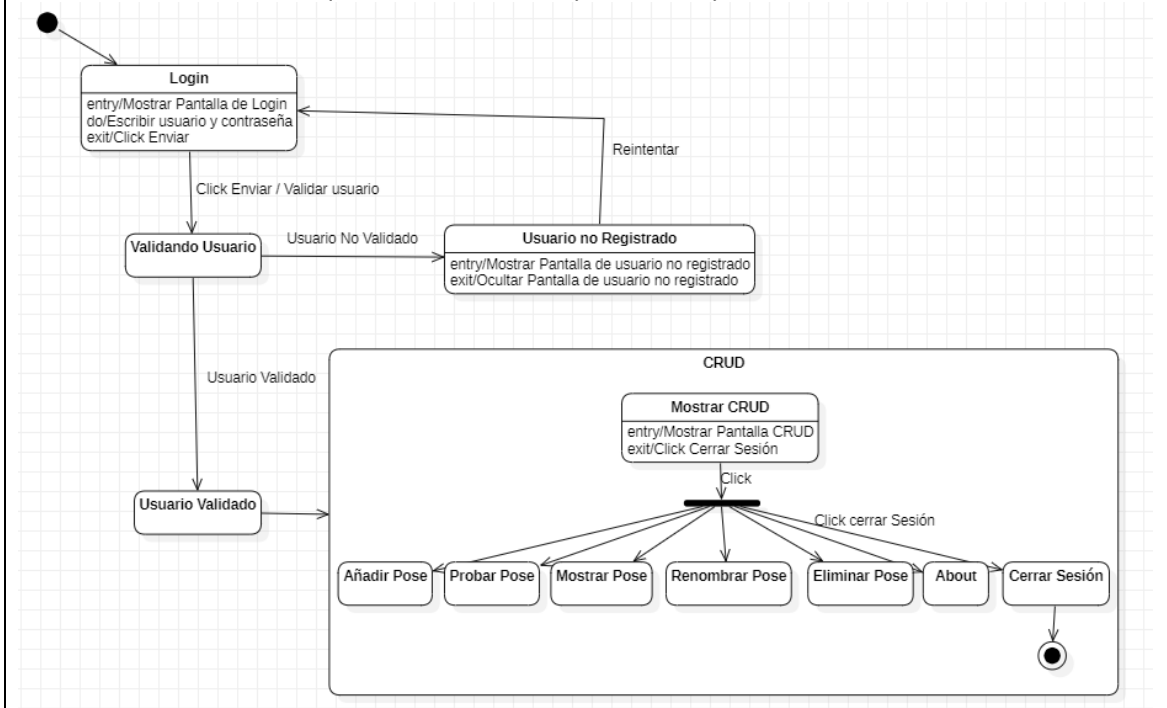 Login
entry/Mostrar Pantalla de Login
do/Escribir usuario y contraseña
exit/Click Enviar
Reintentar
Click Enviar / Validar usuario
Validando Usuario
Usuario No Validado
Usuario no Registrado
entry/Mostrar Pantalla de usuario no registrado
exit/Ocultar Pantalla de usuario no registrado
Usuario Validado
CRUD
Mostrar CRUD
entry/Mostrar Pantalla CRUD
exit/Click Cerrar Sesión
Click
Usuario Validado
Click cerrar Sesión
Añadir Pose
Probar Pose
Mostrar Pose
Renombrar Pose
Eliminar Pose
About
Cerrar Sesión